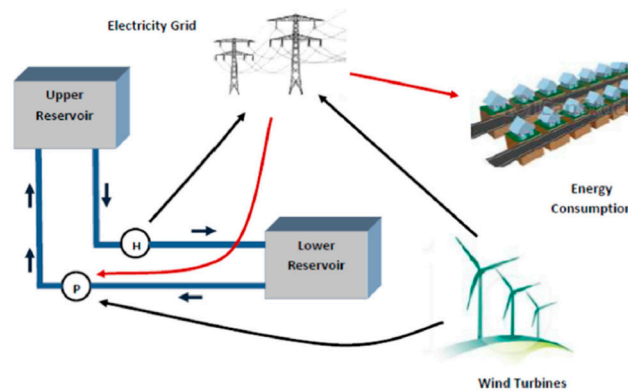 Electricity Grid
Upper
Reservoir
Energy
Consumption
H
Lower
Reservoir
P
Wind Turbines